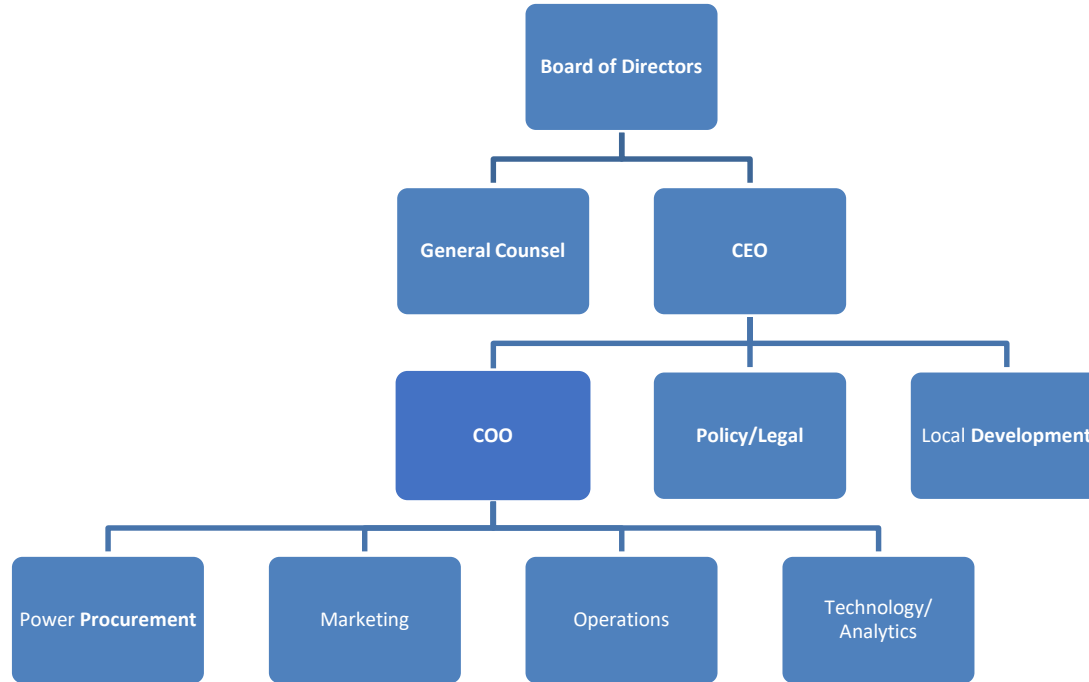 Board of Directors
General Counsel
CEO
COO
Policy/Legal
Local Development
Power Procurement
Marketing
Operations
Technology/
Analytics